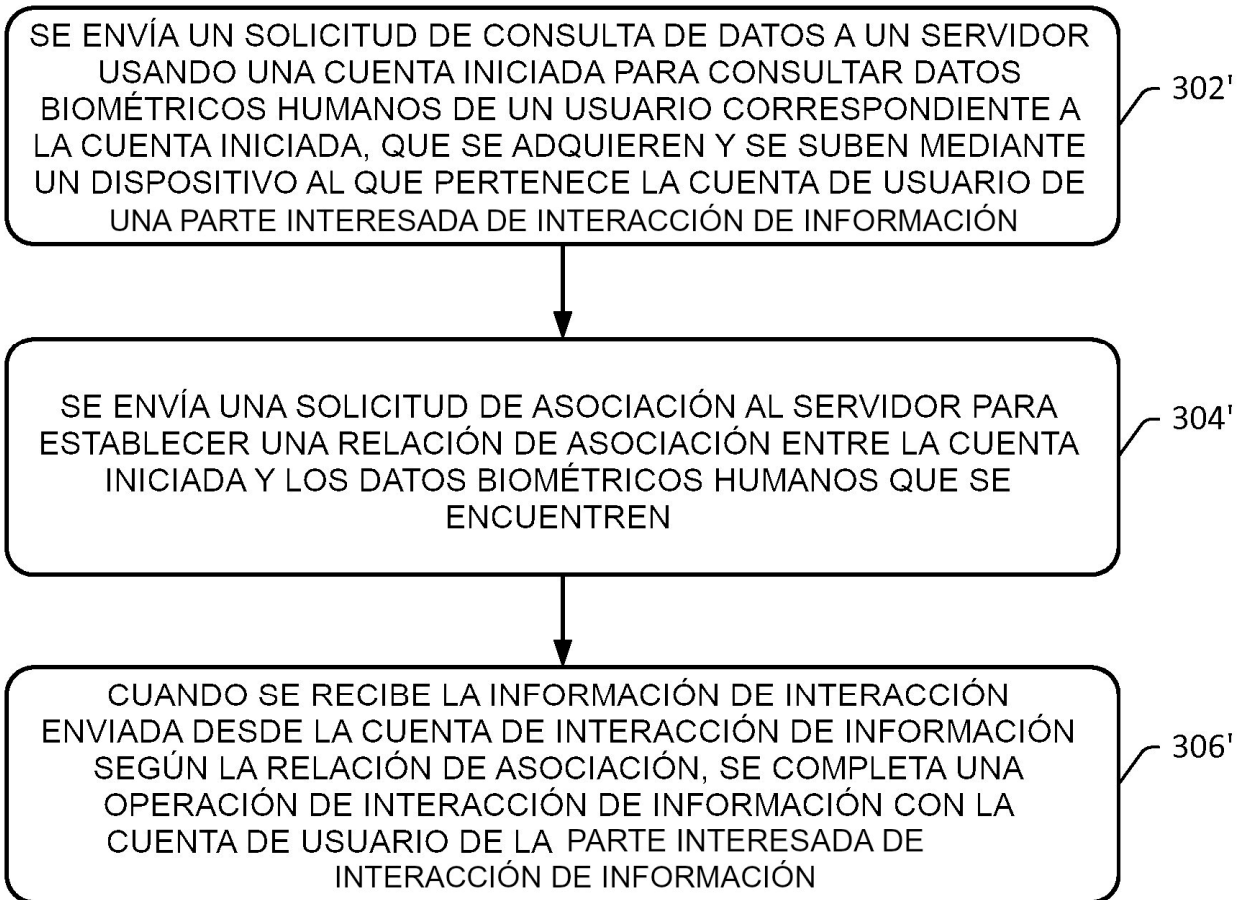 SE ENVÍA UN SOLICITUD DE CONSULTA DE DATOS A UN SERVIDOR
USANDO UNA CUENTA INICIADA PARA CONSULTAR DATOS
BIOMÉTRICOS HUMANOS DE UN USUARIO CORRESPONDIENTE A
LA CUENTA INICIADA, QUE SE ADQUIEREN Y SE SUBEN MEDIANTE
UN DISPOSITIVO AL QUE PERTENECE LA CUENTA DE USUARIO DE
UNA PARTE INTERESADA DE INTERACCIÓN DE INFORMACIÓN
302'
SE ENVÍA UNA SOLICITUD DE ASOCIACIÓN AL SERVIDOR PARA
ESTABLECER UNA RELACIÓN DE ASOCIACIÓN ENTRE LA CUENTA
INICIADA Y LOS DATOS BIOMÉTRICOS HUMANOS QUE SE
ENCUENTREN
304'
CUANDO SE RECIBE LA INFORMACIÓN DE INTERACCIÓN
ENVIADA DESDE LA CUENTA DE INTERACCIÓN DE INFORMACIÓN
SEGÚN LA RELACIÓN DE ASOCIACIÓN, SE COMPLETA UNA
OPERACIÓN DE INTERACCIÓN DE INFORMACIÓN CON LA
CUENTA DE USUARIO DE LA PARTE INTERESADA DE
INTERACCIÓN DE INFORMACIÓN
306'